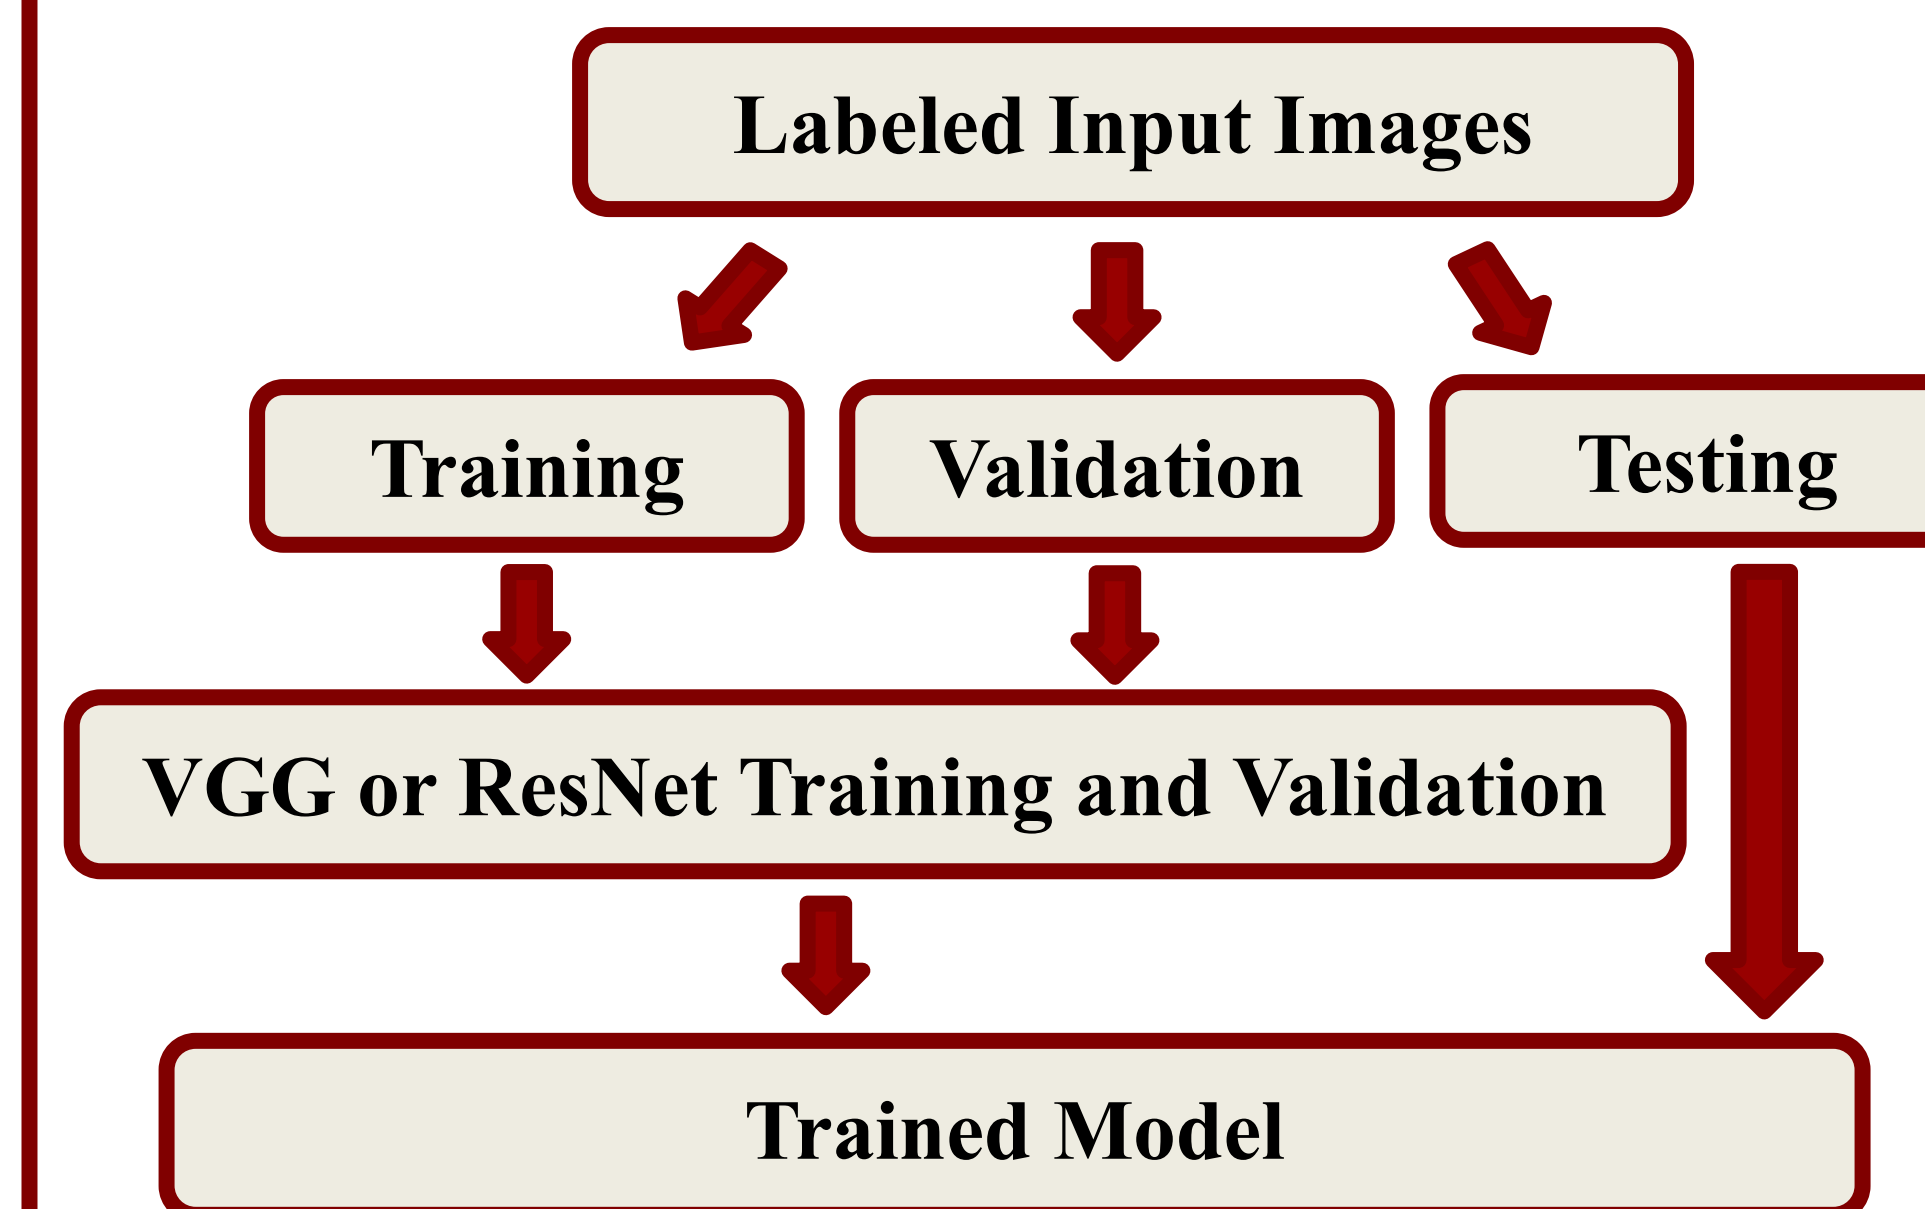 Labeled Input Images
Training
Validation
Testing
VGG or ResNet Training and Validation
Trained Model